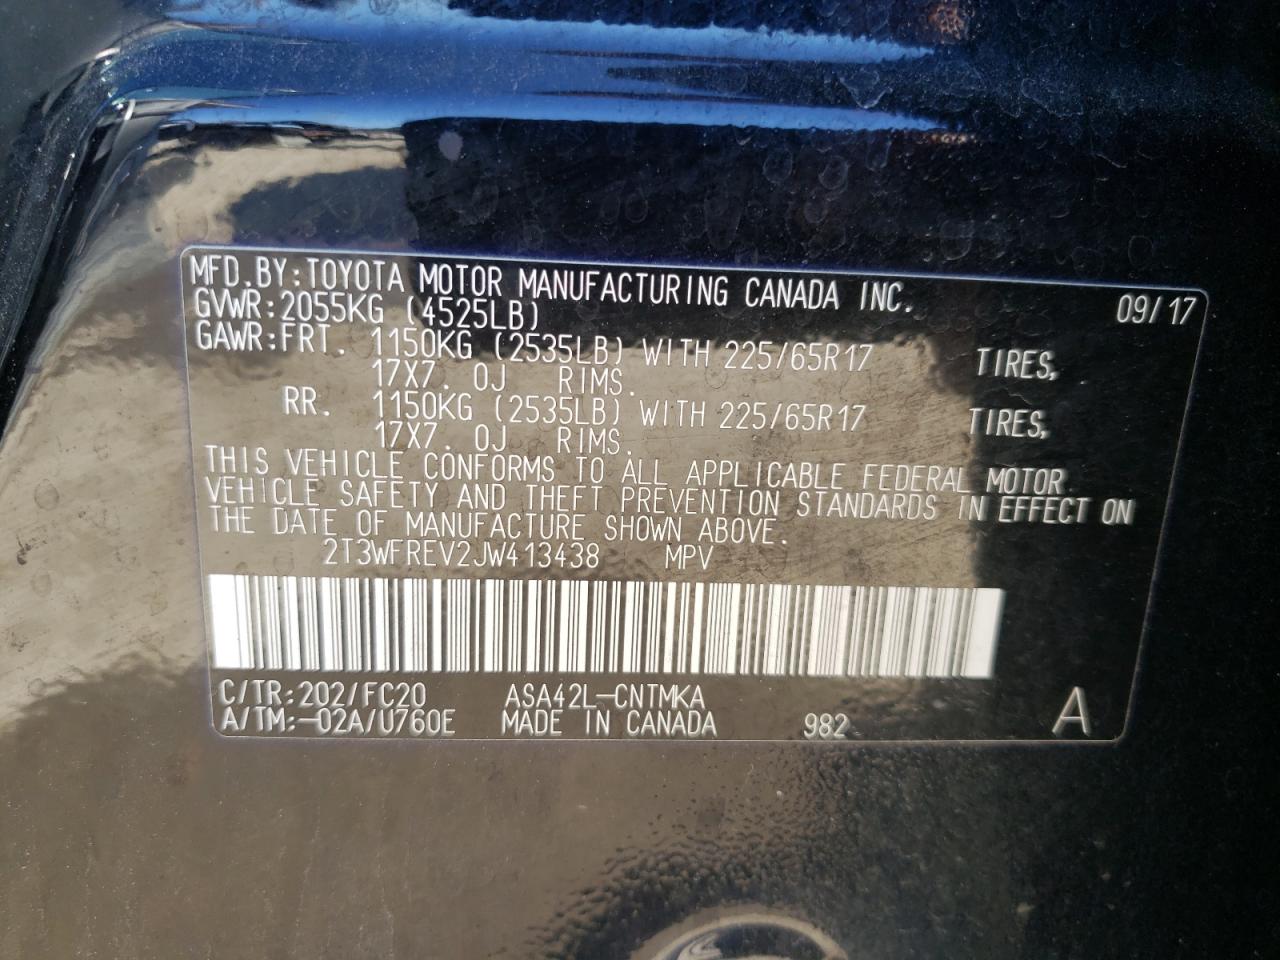 MFD.BY:TOYOTA MOTOR MANUFACTURING CANADA INC. 09/17
GVWR:2055KG (4525LB)
GAWR:FRT. 1150KG (2535LB) WITH 225/65R17 TIRES,
17X7. 0J RIMS.
RR. 1150KG (2535LB) WITH 225/65R17 TIRES,
17X7. 0J RIMS.
THIS VEHICLE CONFORMS TO ALL APPLICABLE FEDERAL MOTOR
VEHICLE SAFETY AND THEFT PREVENTION STANDARDS IN EFFECT ON
THE DATE OF MANUFACTURE SHOWN ABOVE.
2T3WFREV2JW413438 MPV
C/TR:202/FC20 ASA42L-CNTMKA
A/TM:-02A/U760E MADE IN CANADA 982 A